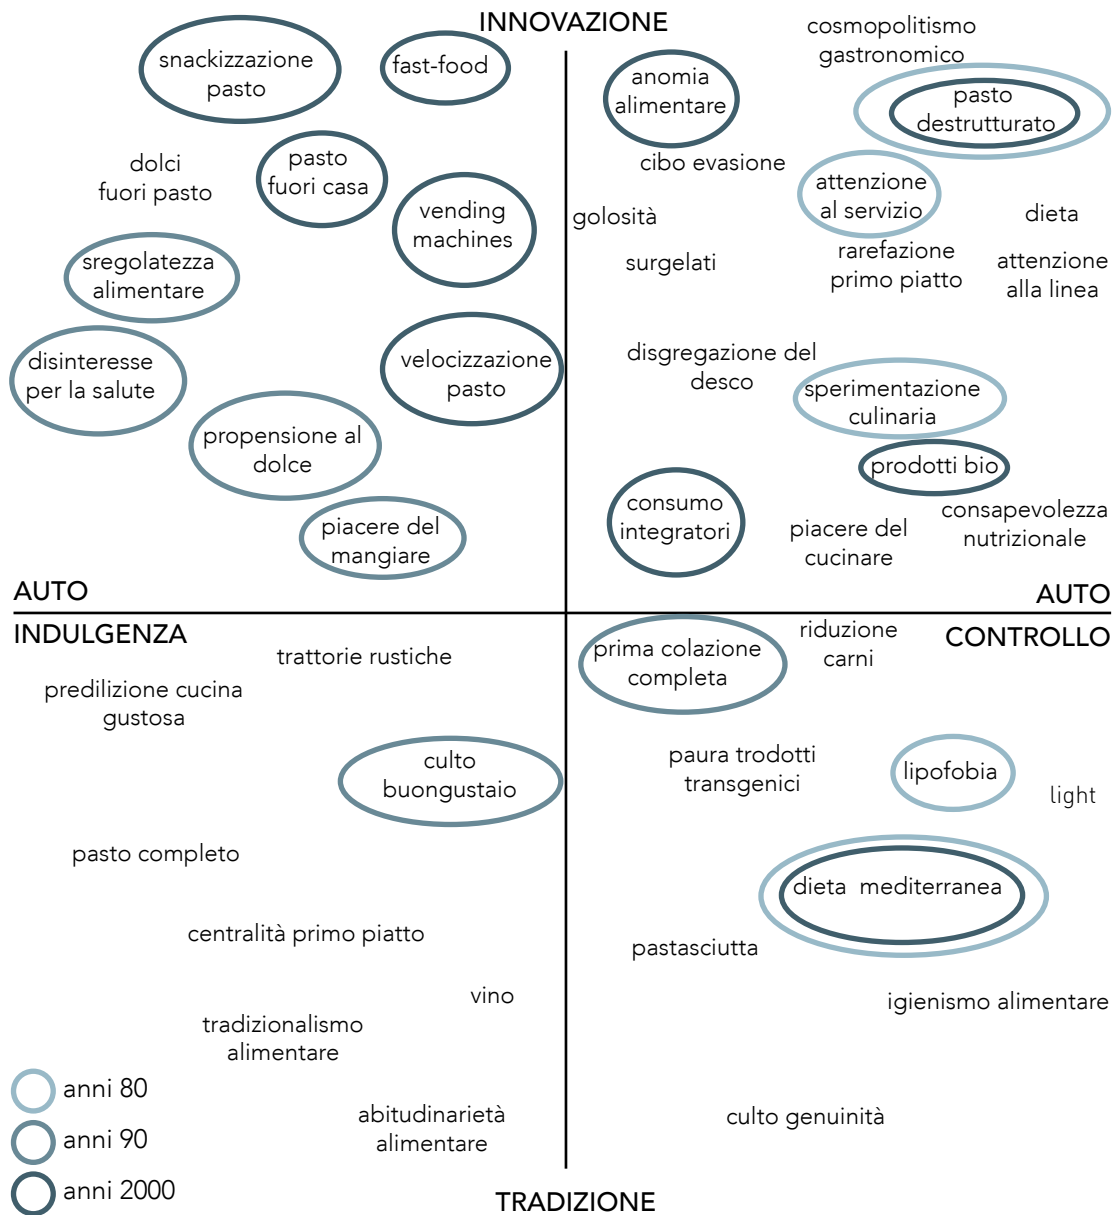 INNOVAZIONE
snackizzazione
pasto
fast-food
dolci
fuori pasto
pasto
fuori casa
vending
machines
sregolatezza
alimentare
disinteresse
per la salute
velocizzazione
pasto
propensione al
dolce
piacere del
mangiare
cosmopolitismo
gastronomico
anomia
alimentare
pasto
destrutturato
cibo evasione
attenzione
al servizio
golosità
dieta
surgelati
rarefazione
primo piatto
attenzione
alla linea
disgregazione del
desco
sperimentazione
culinaria
prodotti bio
consumo
integratori
piacere del
cucinare
consapevolezza
nutrizionale
AUTO
INDULGENZA
AUTO
CONTROLLO
trattorie rustiche
predilizione cucina
gustosa
culto
buongustaio
pasto completo
centralità primo piatto
vino
tradizionalismo
alimentare
abitudinarietà
alimentare
prima colazione
completa
riduzione
carni
paura trodotti
transgenici
lipofobia
light
dieta mediterranea
pastasciutta
igienismo alimentare
culto genuinità
anni 80
anni 90
anni 2000
TRADIZIONE